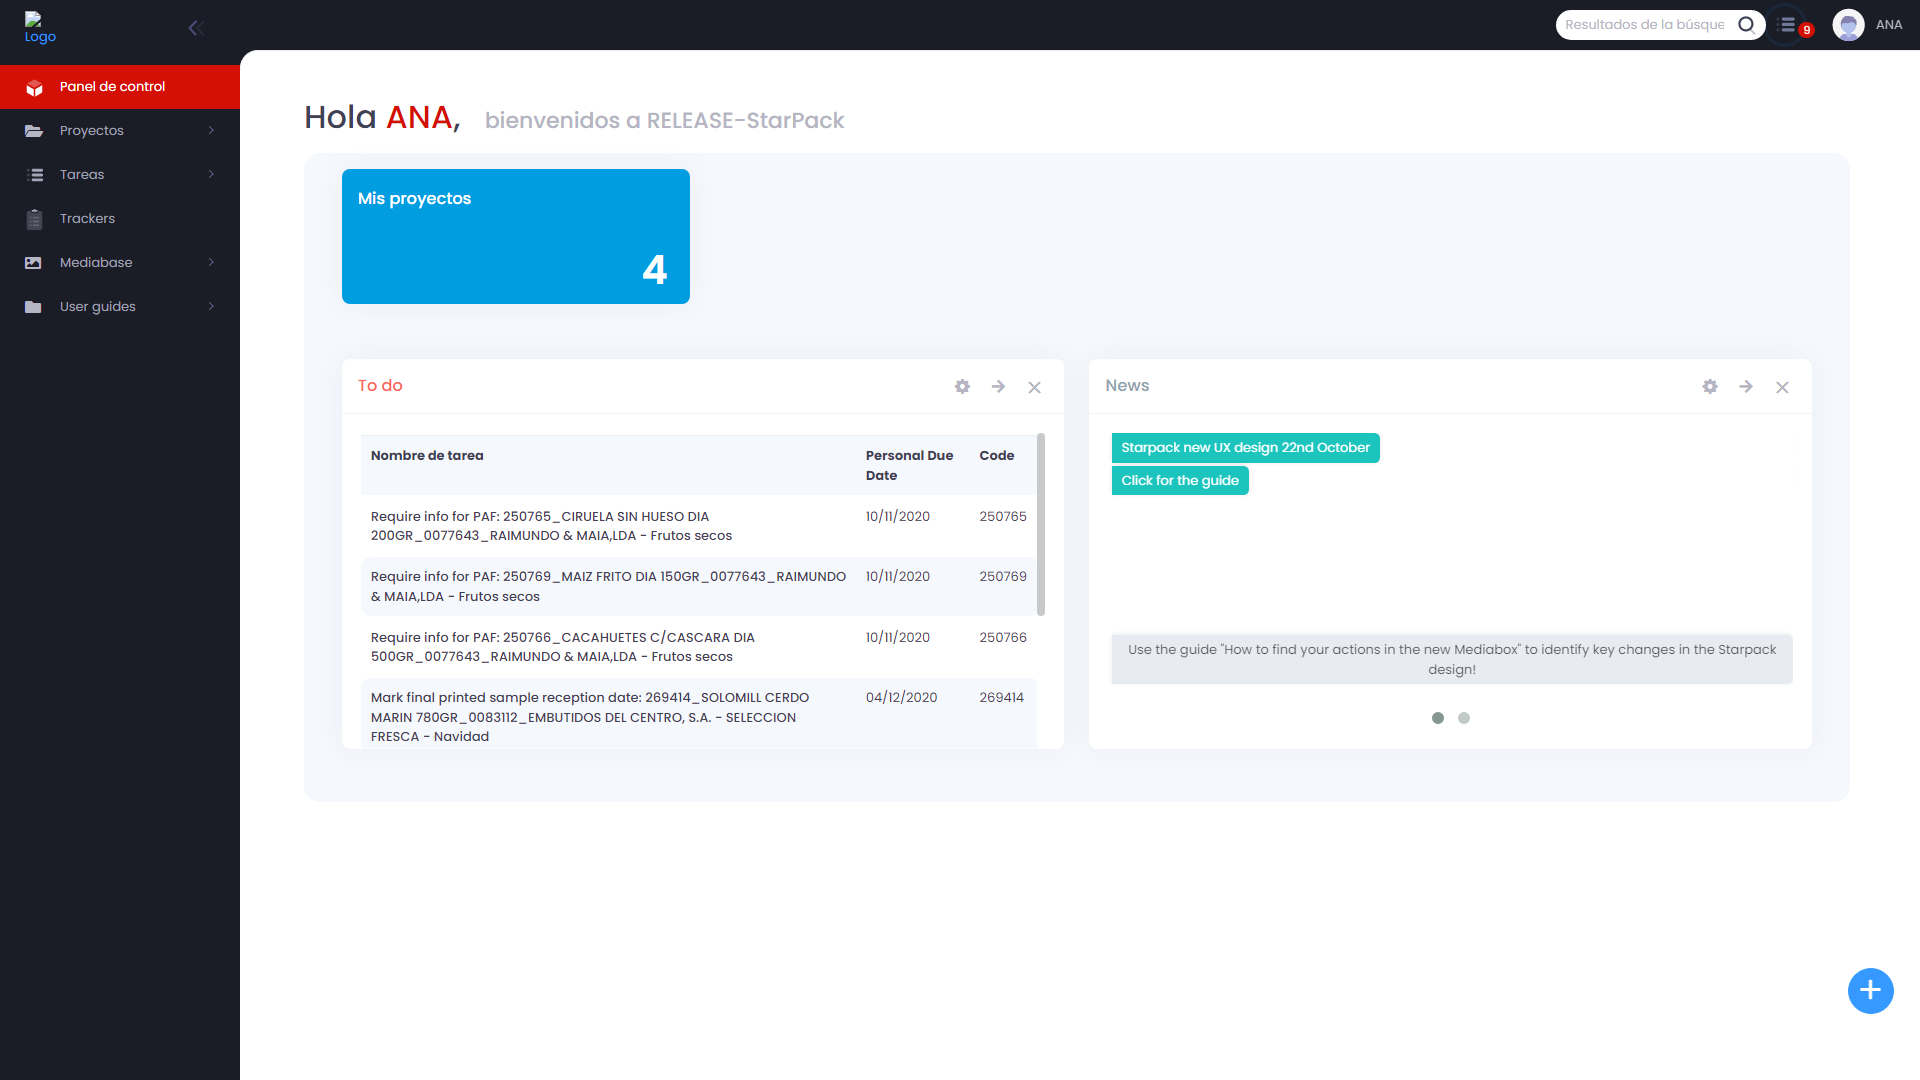 Logo
Resultados de la búsque
9
ANA
Panel de control
Proyectos
Tareas
Trackers
Mediabase
User guides
Hola ANA, bienvenidos a RELEASE-StarPack
Mis proyectos
4
To do
Nombre de tarea
Personal Due
Date
Code
Require info for PAF: 250765_CIRUELA SIN HUESO DIA
200GR_0077643_RAIMUNDO & MAIA,LDA - Frutos secos
10/11/2020
250765
Require info for PAF: 250769_MAIZ FRITO DIA 150GR_0077643_RAIMUNDO
& MAIA,LDA - Frutos secos
10/11/2020
250769
Require info for PAF: 250766_CACAHUETES C/CASCARA DIA
500GR_0077643_RAIMUNDO & MAIA,LDA - Frutos secos
10/11/2020
250766
Mark final printed sample reception date: 269414_SOLOMILL CERDO
MARIN 780GR_0083112_EMBUTIDOS DEL CENTRO, S.A. - SELECCION
FRESCA - Navidad
04/12/2020
269414
News
Starpack new UX design 22nd October
Click for the guide
Use the guide "How to find your actions in the new Mediabox" to identify key changes in the Starpack
design!